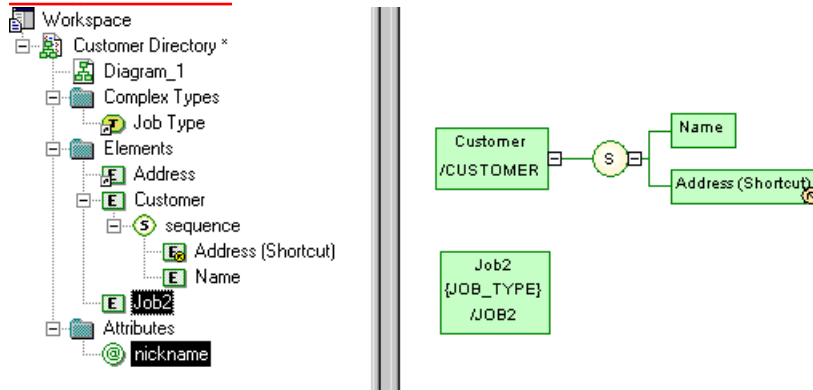 Workspace
Customer Directory *
Diagram_1
Complex Types
T Job Type
Elements
E Address
E Customer
S sequence
E Address (Shortcut)
E Name
E Job2
Attributes
@ nickname
Customer
/CUSTOMER
S
Name
Address (Shortcut)
Job2
{JOB_TYPE}
/JOB2